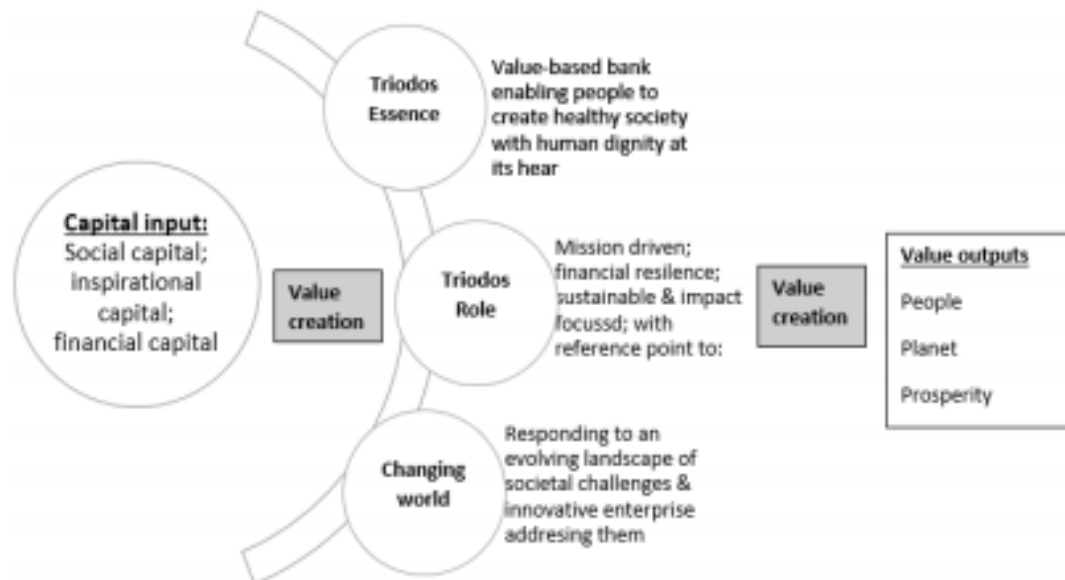 Capital input:
Social capital;
inspirational
capital;
financial capital
Value
creation
Triodos
Essence
Value-based bank
enabling people to
create healthy society
with human dignity at
its hear
Triodos
Role
Mission driven;
financial resilence;
sustainable & impact
focussd; with
reference point to:
Changing
world
Responding to an
evolving landscape of
societal challenges &
innovative enterprise
addresing them
Value
creation
Value outputs
People
Planet
Prosperity